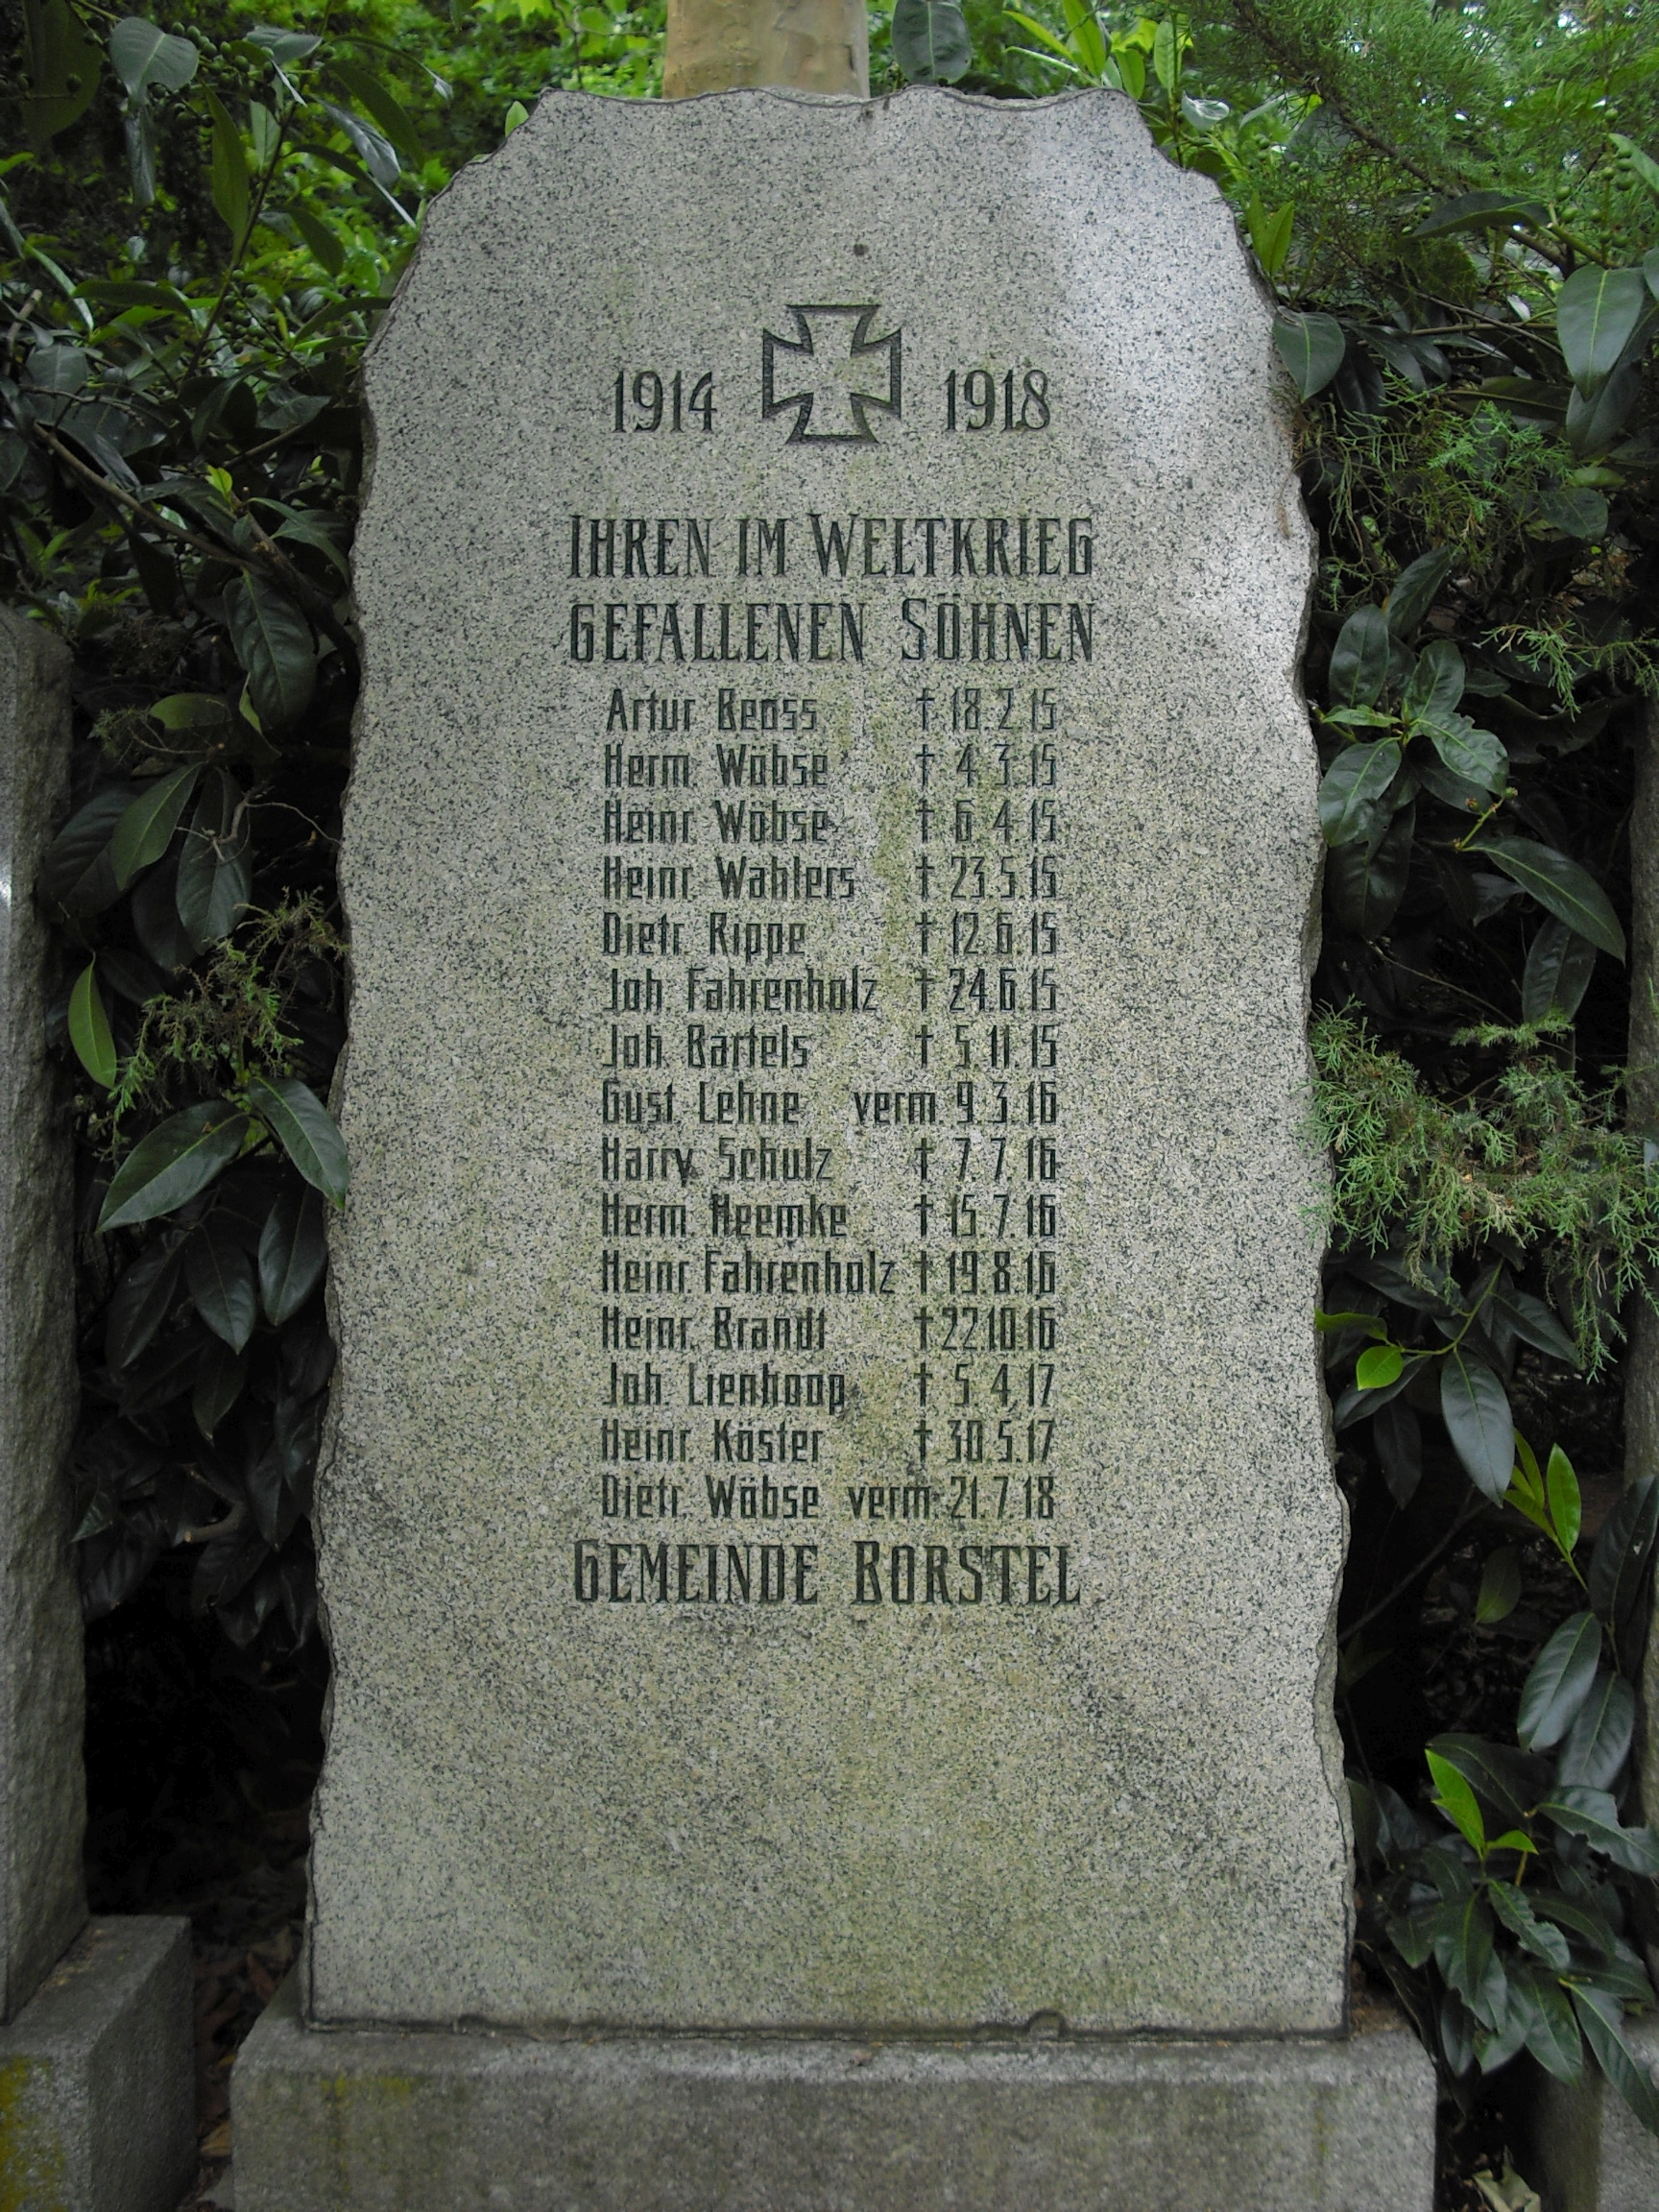 1914 1918
IHREN IM WELTKRIEG
GEFALLENEN SÖHNEN
Artur Beoss † 18.2.15
Herm. Wöbse † 4.3.15
Heinr. Wöbse † 6.4.15
Heinr. Wahlers † 23.5.15
Dietr. Rippe † 12.6.15
Joh. Fahrenholz † 24.6.15
Joh. Bartels † 5.11.15
Gust. Lehne verm. 9.3.16
Harry Schulz † 7.7.16
Herm. Heemke † 15.7.16
Heinr. Fahrenholz † 19.8.16
Heinr. Brandt † 22.10.16
Joh. Lienhoop † 5.4.17
Heinr. Köster † 30.5.17
Dietr. Wöbse verm. 21.7.18
GEMEINDE BORSTEL